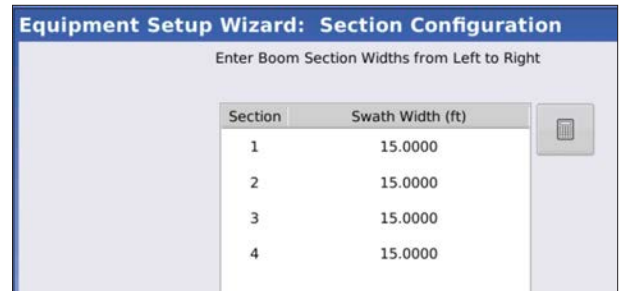 Equipment Setup Wizard: Section Configuration
Enter Boom Section Widths from Left to Right
Section Swath Width (ft)
1 15.0000
2 15.0000
3 15.0000
4 15.0000